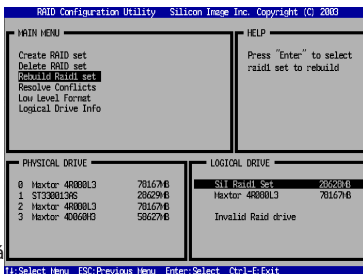 RAID Configuration Utility Silicon Image Inc. Copyright (C) 2003
MAIN MENU
Create RAID set
Delete RAID set
Rebuild Raid1 set
Resolve Conflicts
Low Level Format
Logical Drive Info
HELP
Press "Enter" to select
raid1 set to rebuild
PHYSICAL DRIVE
0 Maxtor 4R080L3 78167MB
1 ST330013AS 28629MB
2 Maxtor 4R080L3 78167MB
3 Maxtor 4D060H3 58627MB
LOGICAL DRIVE
SiI Raid1 Set 28628MB
Maxtor 4R080L3 78167MB
Invalid Raid drive
á
↑↓:Select Menu ESC:Previous Menu Enter:Select Ctrl-E:Exit